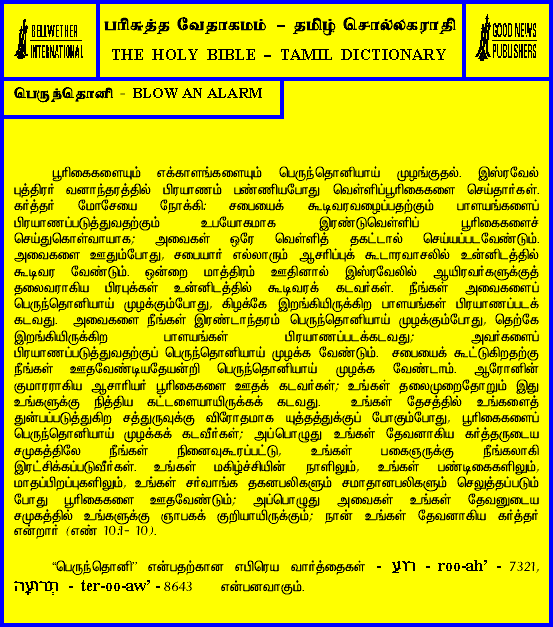 BELLWETHER
INTERNATIONAL
பரிசுத்த வேதாகமம் – தமிழ் சொல்லகராதி
THE HOLY BIBLE – TAMIL DICTIONARY
GOOD NEWS
PUBLISHERS
பெருந்தொனி - BLOW AN ALARM
பூரிகைகளையும் எக்காளங்களையும் பெருந்தொனியாய் முழங்குதல். இஸ்ரவேல்
புத்திரர் வனாந்தரத்தில் பிரயாணம் பண்ணியபோது வெள்ளிப்பூரிகைகளை செய்தார்கள்.
கர்த்தர் மோசேயை நோக்கி: சபையைக் கூடிவரவழைப்பதற்கும் பாளயங்களைப்
பிரயாணப்படுத்துவதற்கும் உபயோகமாக இரண்டுவெள்ளிப் பூரிகைகளைச்
செய்துகொள்வாயாக; அவைகள் ஒரே வெள்ளித் தகட்டால் செய்யப்படவேண்டும்.
அவைகளை ஊதும்போது, சபையார் எல்லாரும் ஆசரிப்புக் கூடாரவாசலில் உன்னிடத்தில்
கூடிவர வேண்டும். ஒன்றை மாத்திரம் ஊதினால் இஸ்ரவேலில் ஆயிரவர்களுக்குத்
தலைவராகிய பிரபுக்கள் உன்னிடத்தில் கூடிவரக் கடவர்கள். நீங்கள் அவைகளைப்
பெருந்தொனியாய் முழக்கும்போது, கிழக்கே இறங்கியிருக்கிற பாளயங்கள் பிரயாணப்படக்
கடவது. அவைகளை நீங்கள் இரண்டாந்தரம் பெருந்தொனியாய் முழக்கும்போது, தெற்கே
இறங்கியிருக்கிற பாளயங்கள் பிரயாணப்படக்கடவது; அவர்களைப்
பிரயாணப்படுத்துவதற்குப் பெருந்தொனியாய் முழக்க வேண்டும். சபையைக் கூட்டுகிறதற்கு
நீங்கள் ஊதவேண்டியதேயன்றி பெருந்தொனியாய் முழக்க வேண்டாம். ஆரோனின்
குமாரராகிய ஆசாரியர் பூரிகைகளை ஊதக் கடவர்கள்; உங்கள் தலைமுறைதோறும் இது
உங்களுக்கு நித்திய கட்டளையாயிருக்கக் கடவது. உங்கள் தேசத்தில் உங்களைத்
துன்பப்படுத்துகிற சத்துருவுக்கு விரோதமாக யுத்தத்துக்குப் போகும்போது, பூரிகைகளைப்
பெருந்தொனியாய் முழக்கக் கடவீர்கள்; அப்பொழுது உங்கள் தேவனாகிய கர்த்தருடைய
சமுகத்திலே நீங்கள் நினைவுகூரப்பட்டு, உங்கள் பகைஞருக்கு நீங்கலாகி
இரட்சிக்கப்படுவீர்கள். உங்கள் மகிழ்ச்சியின் நாளிலும், உங்கள் பண்டிகைகளிலும்,
மாதப்பிறப்புகளிலும், உங்கள் சர்வாங்க தகனபலிகளும் சமாதானபலிகளும் செலுத்தப்படும்
போது பூரிகைகளை ஊதவேண்டும்; அப்பொழுது அவைகள் உங்கள் தேவனுடைய
சமுகத்தில் உங்களுக்கு ஞாபகக் குறியாயிருக்கும்; நான் உங்கள் தேவனாகிய கர்த்தர்
என்றார் (எண் 10:1- 10).
“பெருந்தொனி” என்பதற்கான எபிரெய வார்த்தைகள் - רוּעַ - roo-ah’ - 7321,
תְּרוּעָה - ter-oo-aw’ - 8643 என்பனவாகும்.